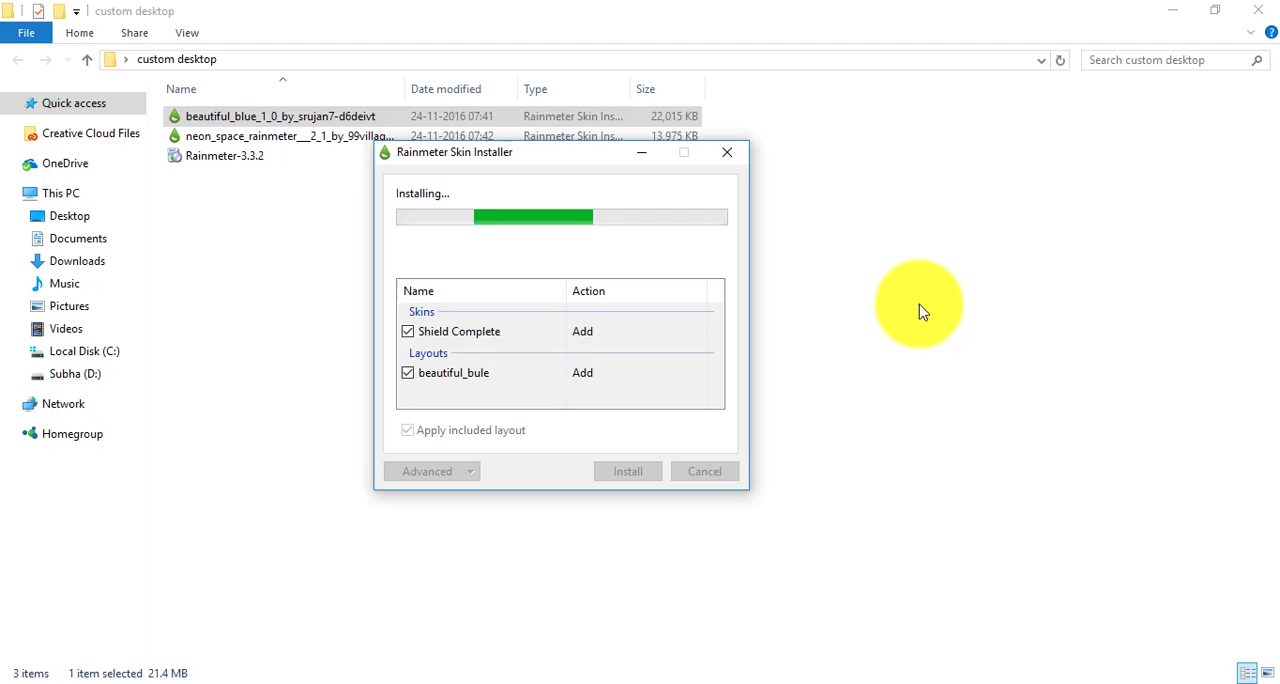 custom desktop
File Home Share View
custom desktop
Search custom desktop
Name Date modified Type Size
Quick access
Creative Cloud Files
OneDrive
This PC
Desktop
Documents
Downloads
Music
Pictures
Videos
Local Disk (C:)
Subha (D:)
Network
Homegroup
beautiful_blue_1_0_by_srujan7-d6deivt 24-11-2016 07:41 Rainmeter Skin Ins... 22,015 KB
neon_space_rainmeter___2_1_by_99villag... 24-11-2016 07:42 Rainmeter Skin Ins... 13,975 KB
Rainmeter-3.3.2
Rainmeter Skin Installer
Installing...
Name Action
Skins
Shield Complete Add
Layouts
beautiful_bule Add
Apply included layout
Advanced Install Cancel
3 items 1 item selected 21.4 MB